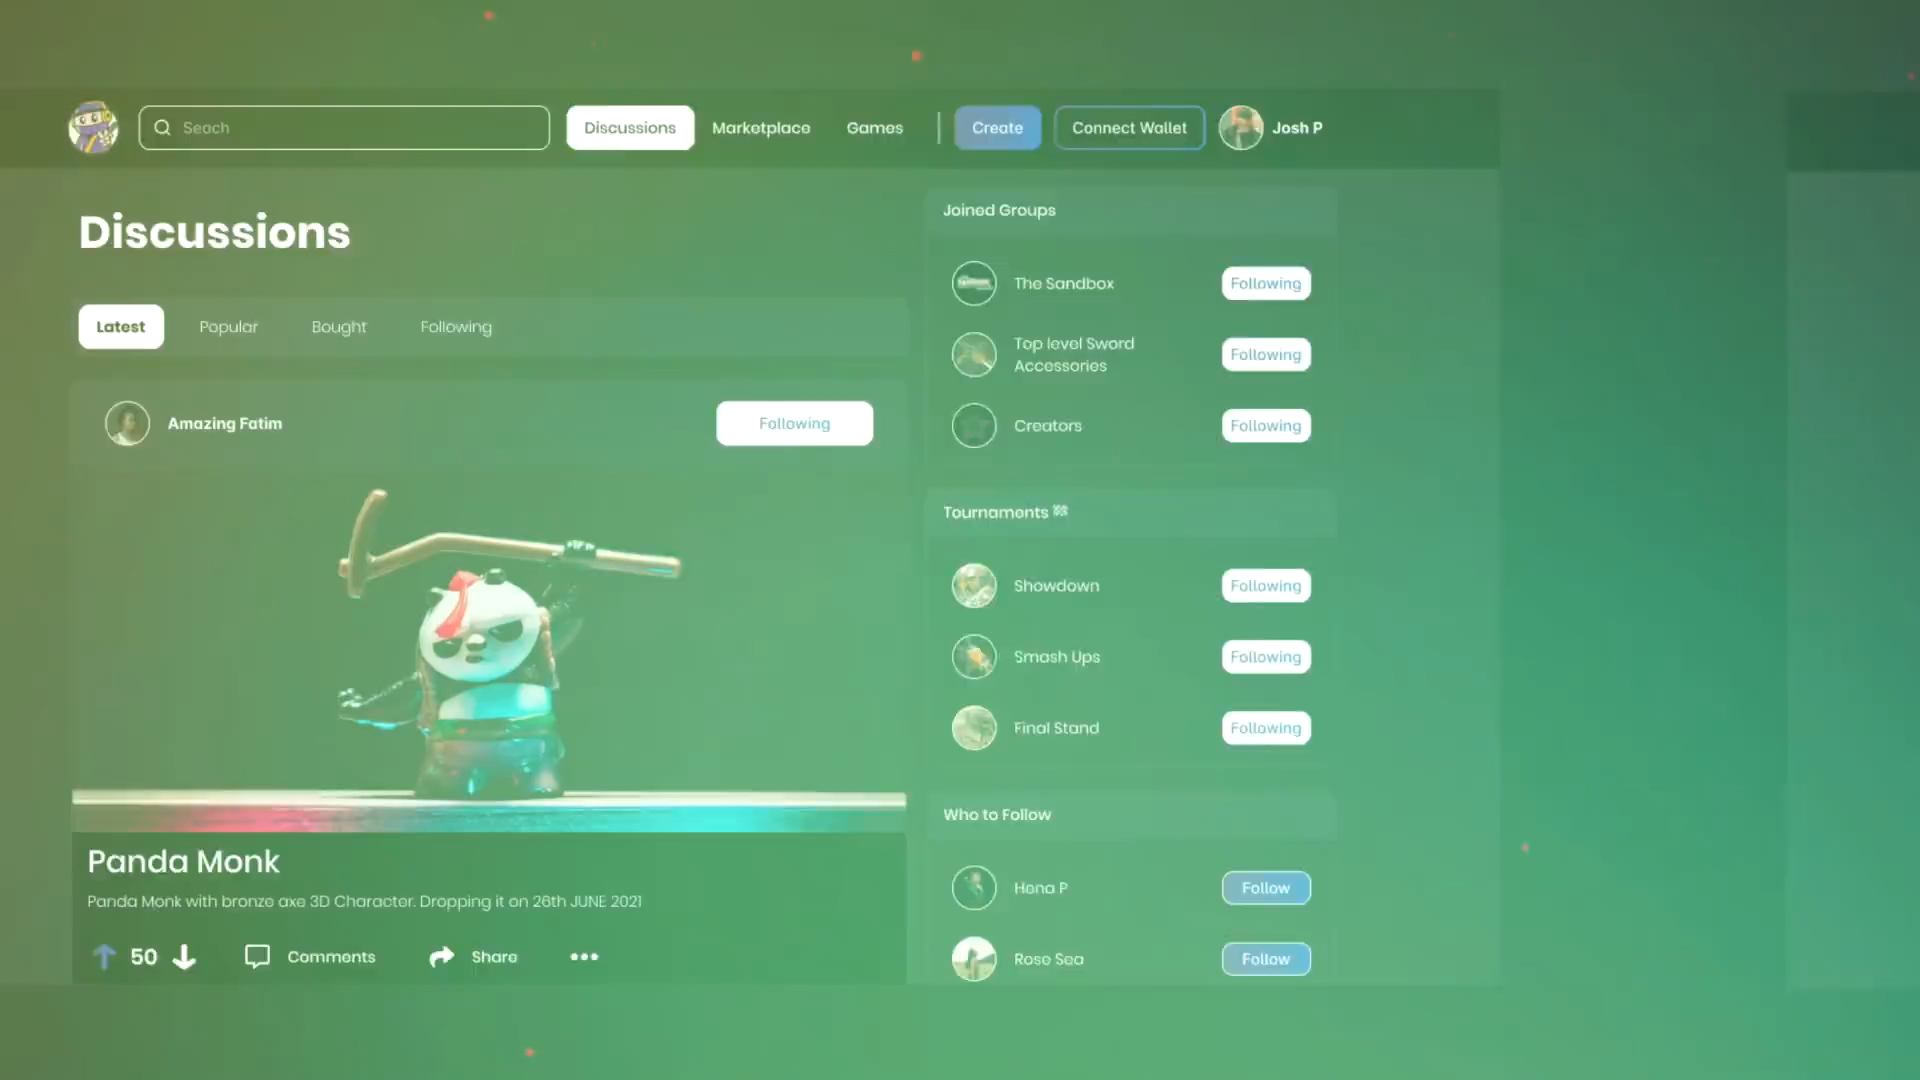 Seach
Discussions
Marketplace
Games
Create
Connect Wallet
Josh P
Discussions
Latest
Popular
Bought
Following
Amazing Fatim
Following
Panda Monk
Panda Monk with bronze axe 3D Character. Dropping it on 26th JUNE 2021
50
Comments
Share
Joined Groups
The Sandbox
Following
Top level Sword
Accessories
Following
Creators
Following
Tournaments
Showdown
Following
Smash Ups
Following
Final Stand
Following
Who to Follow
Hena P
Follow
Rose Sea
Follow